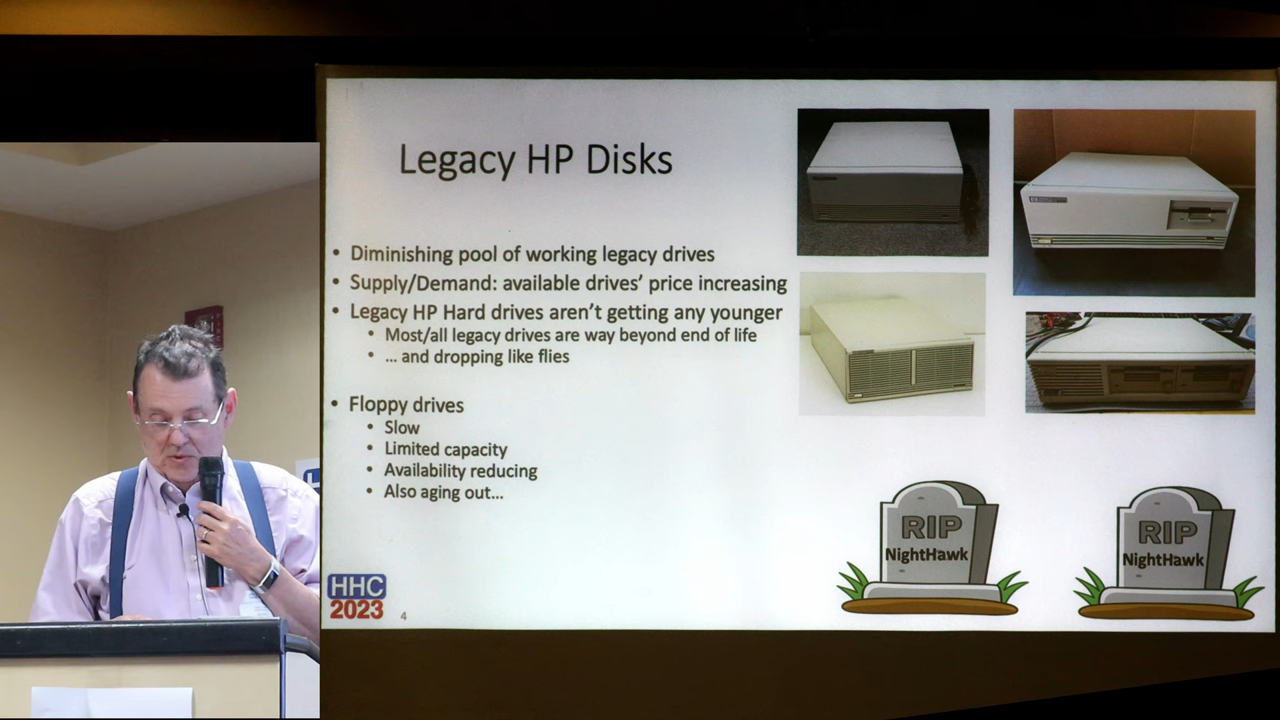 Legacy HP Disks
• Diminishing pool of working legacy drives
• Supply/Demand: available drives’ price increasing
• Legacy HP Hard drives aren’t getting any younger
• Most/all legacy drives are way beyond end of life
• … and dropping like flies
• Floppy drives
• Slow
• Limited capacity
• Availability reducing
• Also aging out…
RIP
NightHawk
RIP
NightHawk
HHC
2023
4